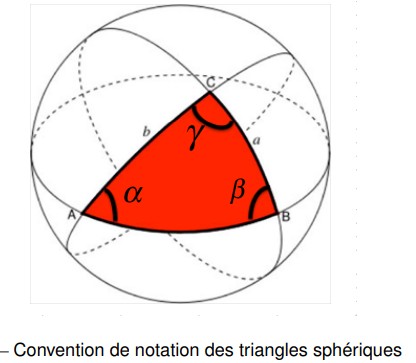 C
b
γ
a
α
β
A
B
– Convention de notation des triangles sphériques